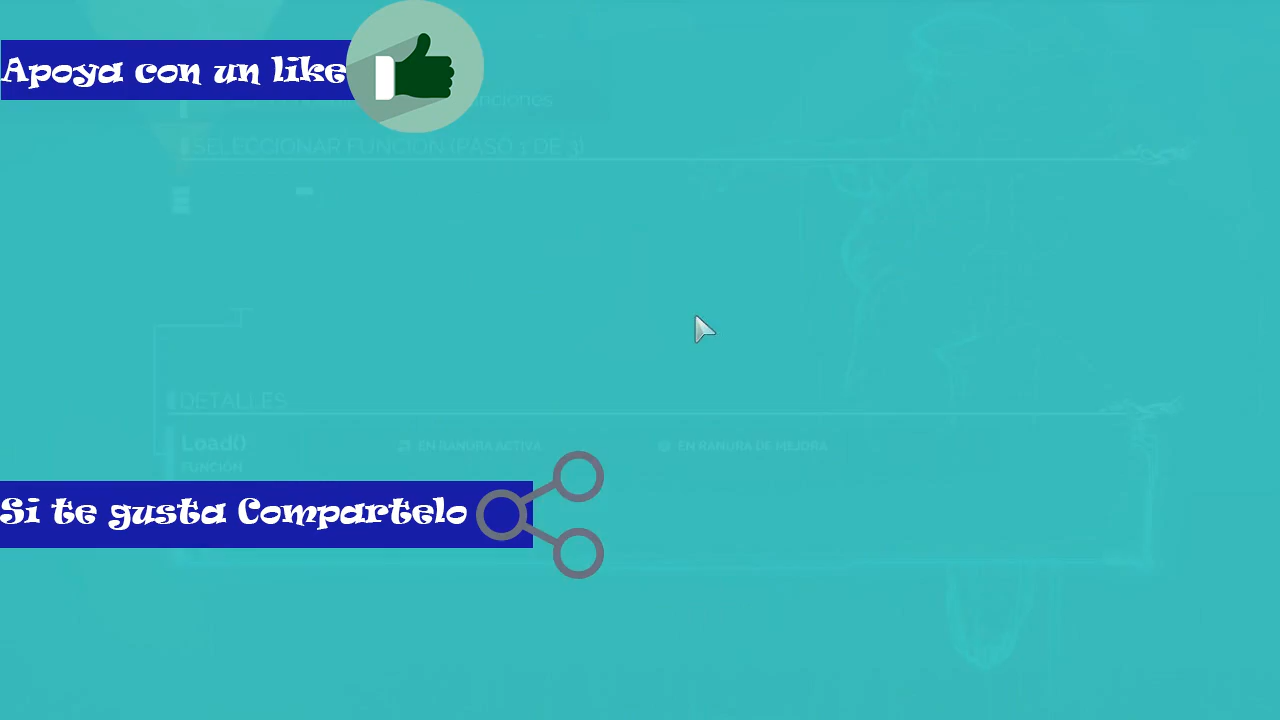 Apoya con un like
nciones
SELECCIONAR FUNCIÓN (PASO 1 DE 3)
DETALLES
Load()
EN RANURA ACTIVA
EN RANURA DE MEJORA
FUNCIÓN
Si te gusta Compartelo